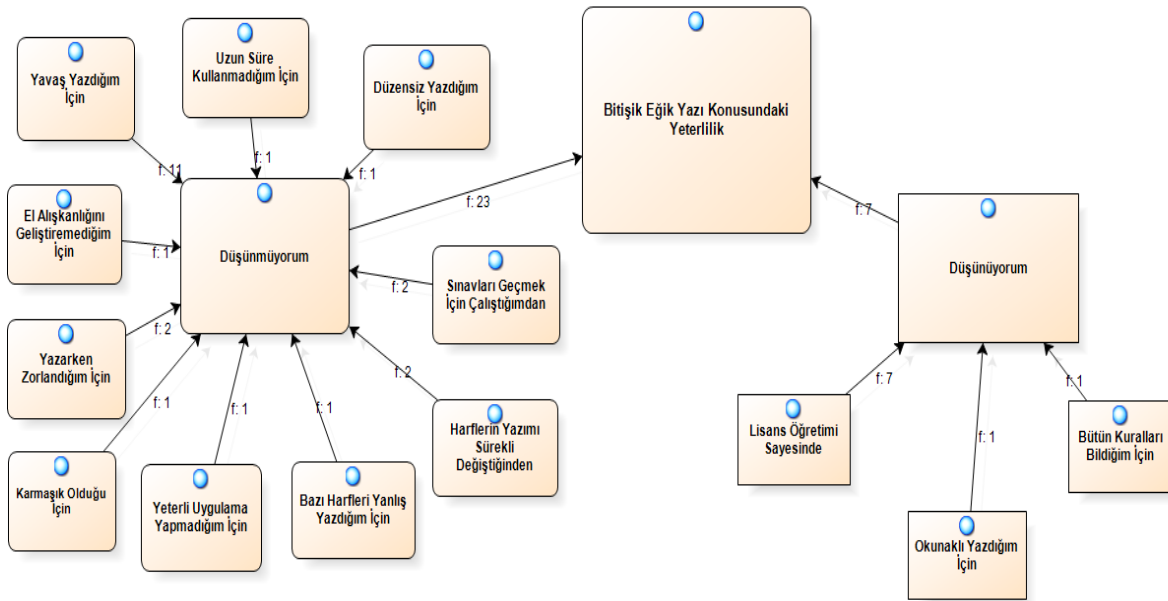 Yavaş Yazdığım
İçin
Uzun Süre
Kullanmadığım İçin
Düzensiz Yazdığım
İçin
Bitişik Eğik Yazı Konusundaki
Yeterlilik
f: 11
f: 1
f: 1
f: 23
f: 7
El Alışkanlığını
Geliştiremediğim
İçin
f: 1
Düşünmüyorum
Düşünüyorum
f: 2
Sınavları Geçmek
İçin Çalıştığımdan
Yazarken
Zorlandığım İçin
f: 2
f: 1
f: 1
f: 1
f: 2
f: 7
f: 1
f: 1
Harflerin Yazımı
Sürekli
Değiştiğinden
Lisans Öğretimi
Sayesinde
Bütün Kuralları
Bildiğim İçin
Karmaşık Olduğu
İçin
Yeterli Uygulama
Yapmadığım İçin
Bazı Harfleri Yanlış
Yazdığım İçin
Okunaklı Yazdığım
İçin